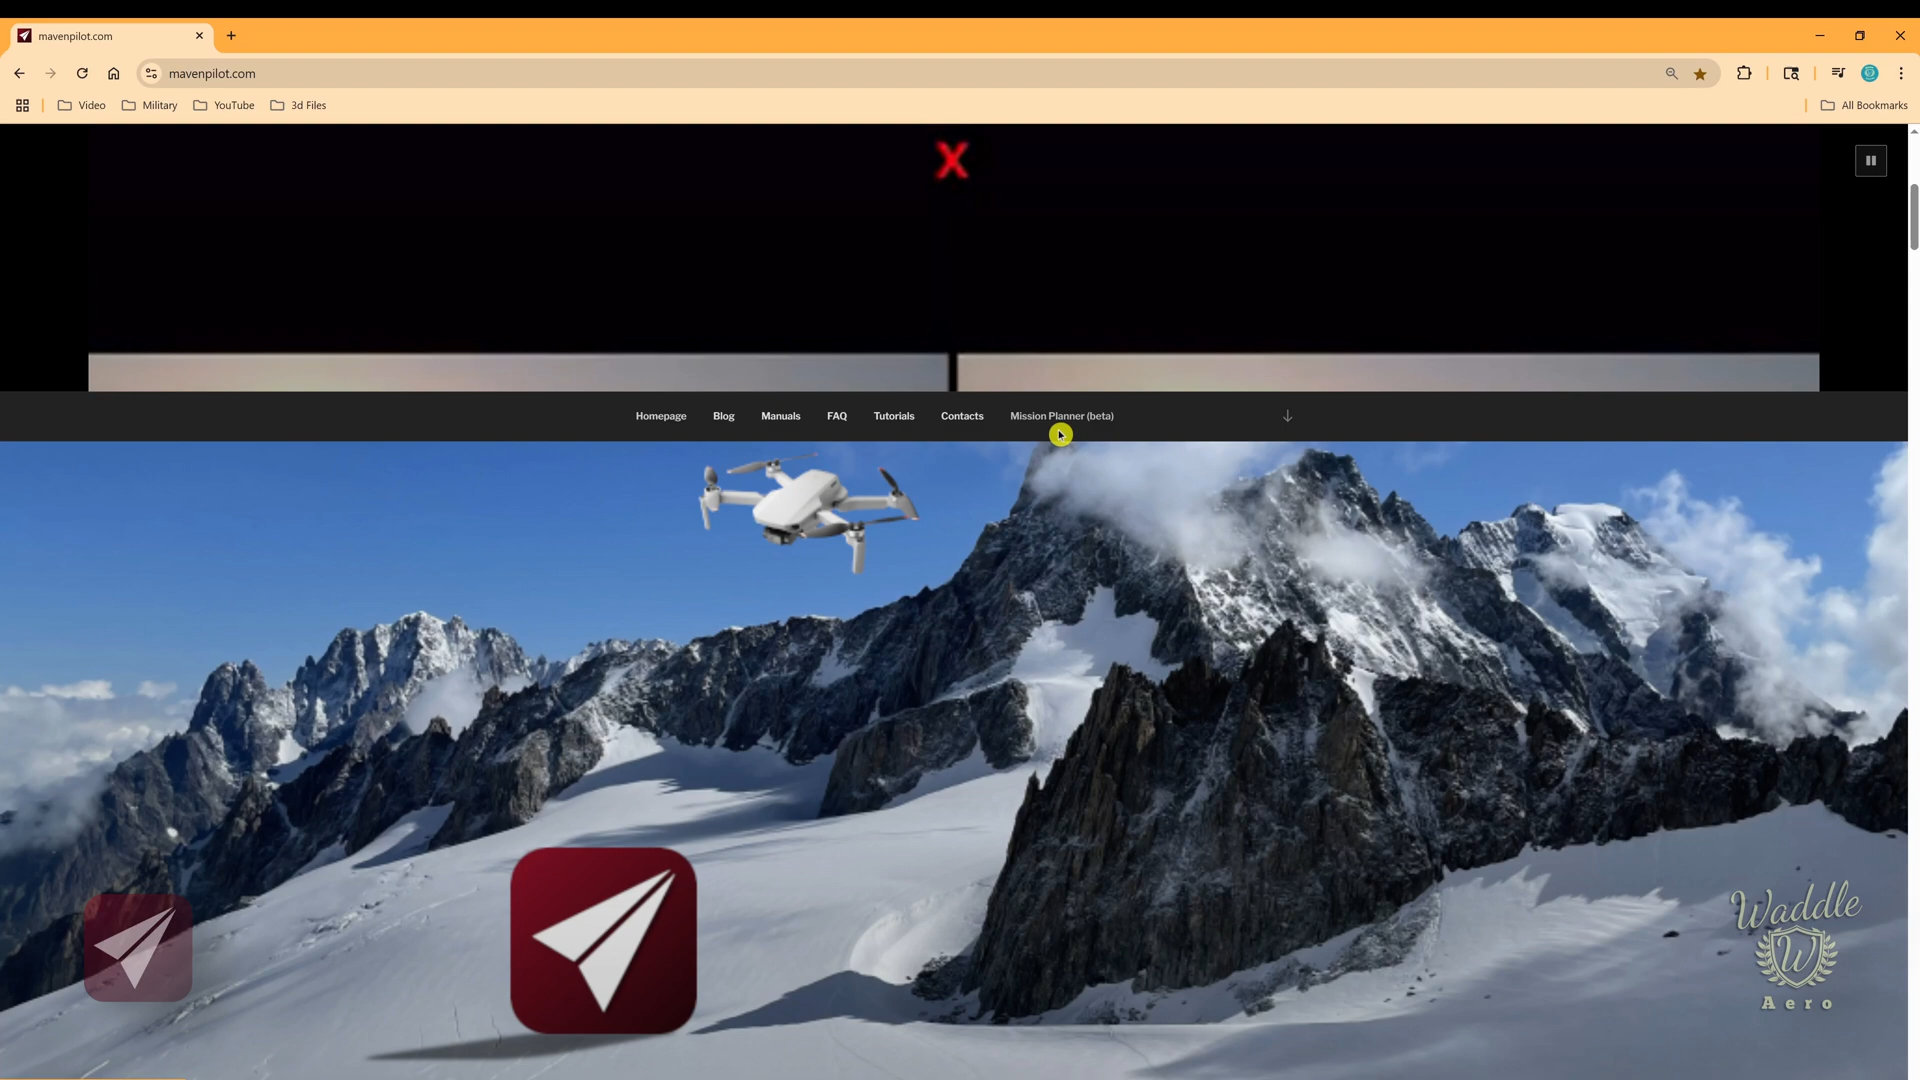 mavenpilot.com
mavenpilot.com
Video Military YouTube 3d Files All Bookmarks
X
Homepage Blog Manuals FAQ Tutorials Contacts Mission Planner (beta)
Waddle
W
Aero